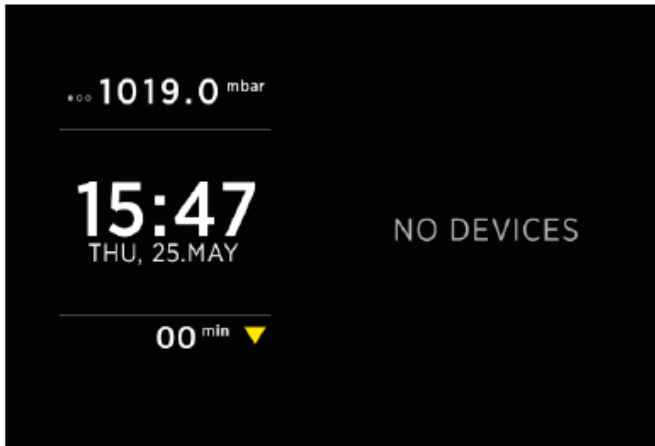 1019.0 mbar
15:47
THU, 25.MAY
NO DEVICES
00 min